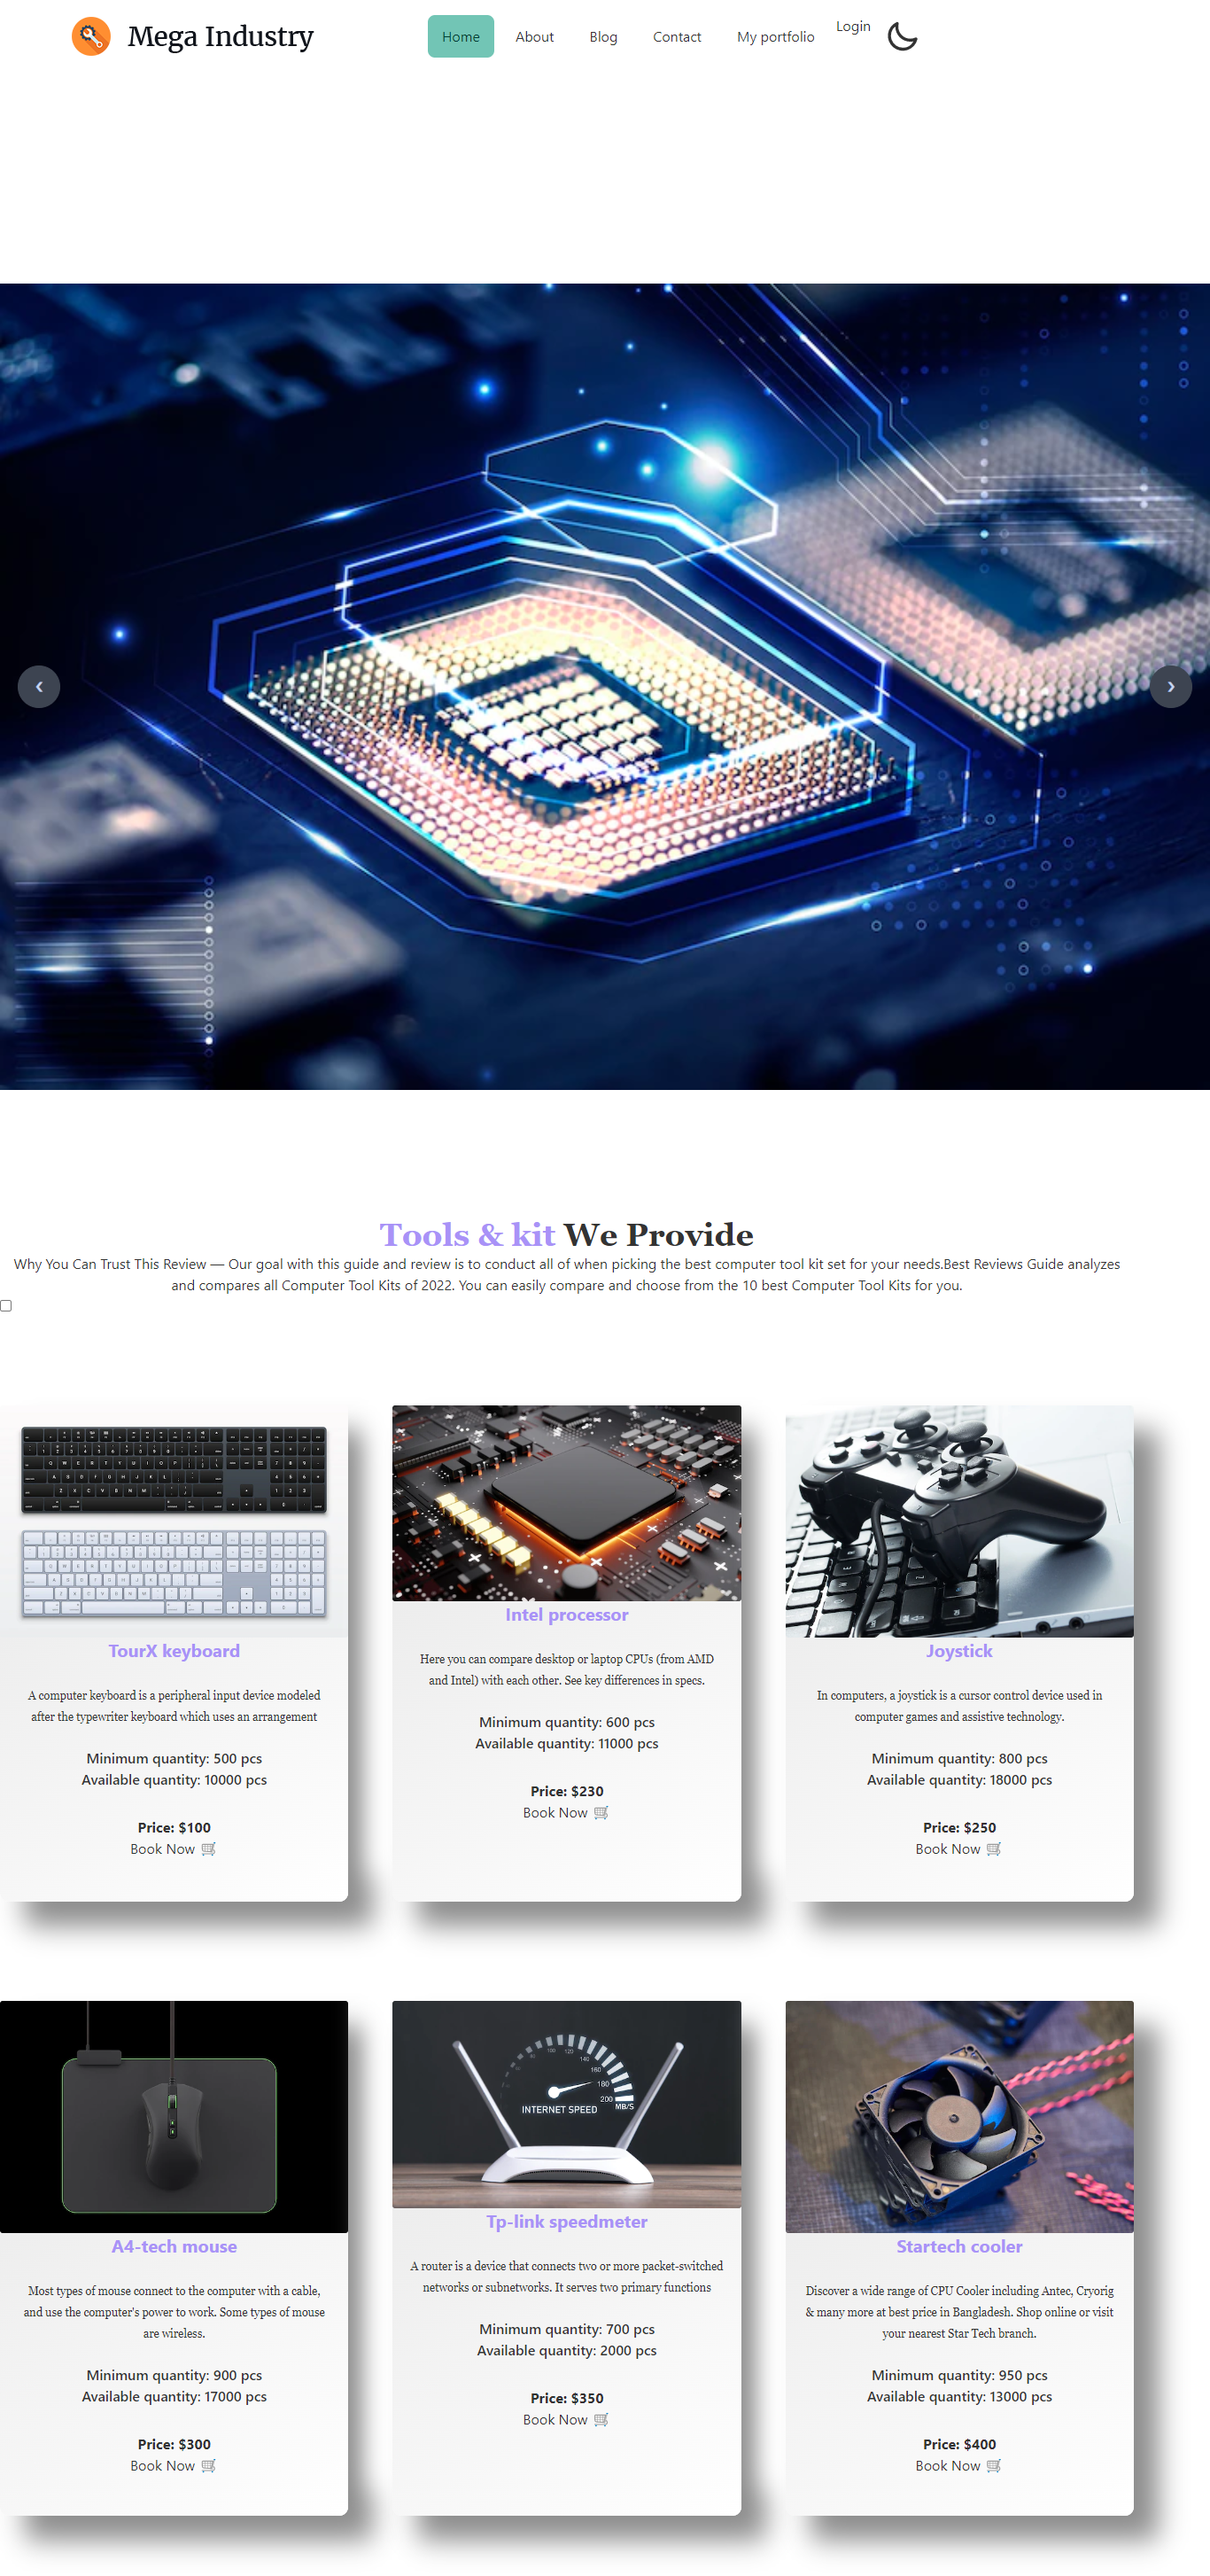 Mega Industry
Home About Blog Contact My portfolio Login
Tools & kit We Provide
Why You Can Trust This Review — Our goal with this guide and review is to conduct all of when picking the best computer tool kit set for your needs.Best Reviews Guide analyzes
and compares all Computer Tool Kits of 2022. You can easily compare and choose from the 10 best Computer Tool Kits for you.
TourX keyboard
A computer keyboard is a peripheral input device modeled
after the typewriter keyboard which uses an arrangement
Minimum quantity: 500 pcs
Available quantity: 10000 pcs
Price: $100
Book Now
Intel processor
Here you can compare desktop or laptop CPUs (from AMD
and Intel) with each other. See key differences in specs.
Minimum quantity: 600 pcs
Available quantity: 11000 pcs
Price: $230
Book Now
Joystick
In computers, a joystick is a cursor control device used in
computer games and assistive technology.
Minimum quantity: 800 pcs
Available quantity: 18000 pcs
Price: $250
Book Now
A4-tech mouse
Most types of mouse connect to the computer with a cable,
and use the computer's power to work. Some types of mouse
are wireless.
Minimum quantity: 900 pcs
Available quantity: 17000 pcs
Price: $300
Book Now
100 120
140
160
180
200
INTERNET SPEED MB/S
Tp-link speedmeter
A router is a device that connects two or more packet-switched
networks or subnetworks. It serves two primary functions
Minimum quantity: 700 pcs
Available quantity: 2000 pcs
Price: $350
Book Now
Startech cooler
Discover a wide range of CPU Cooler including Antec, Cryorig
& many more at best price in Bangladesh. Shop online or visit
your nearest Star Tech branch.
Minimum quantity: 950 pcs
Available quantity: 13000 pcs
Price: $400
Book Now